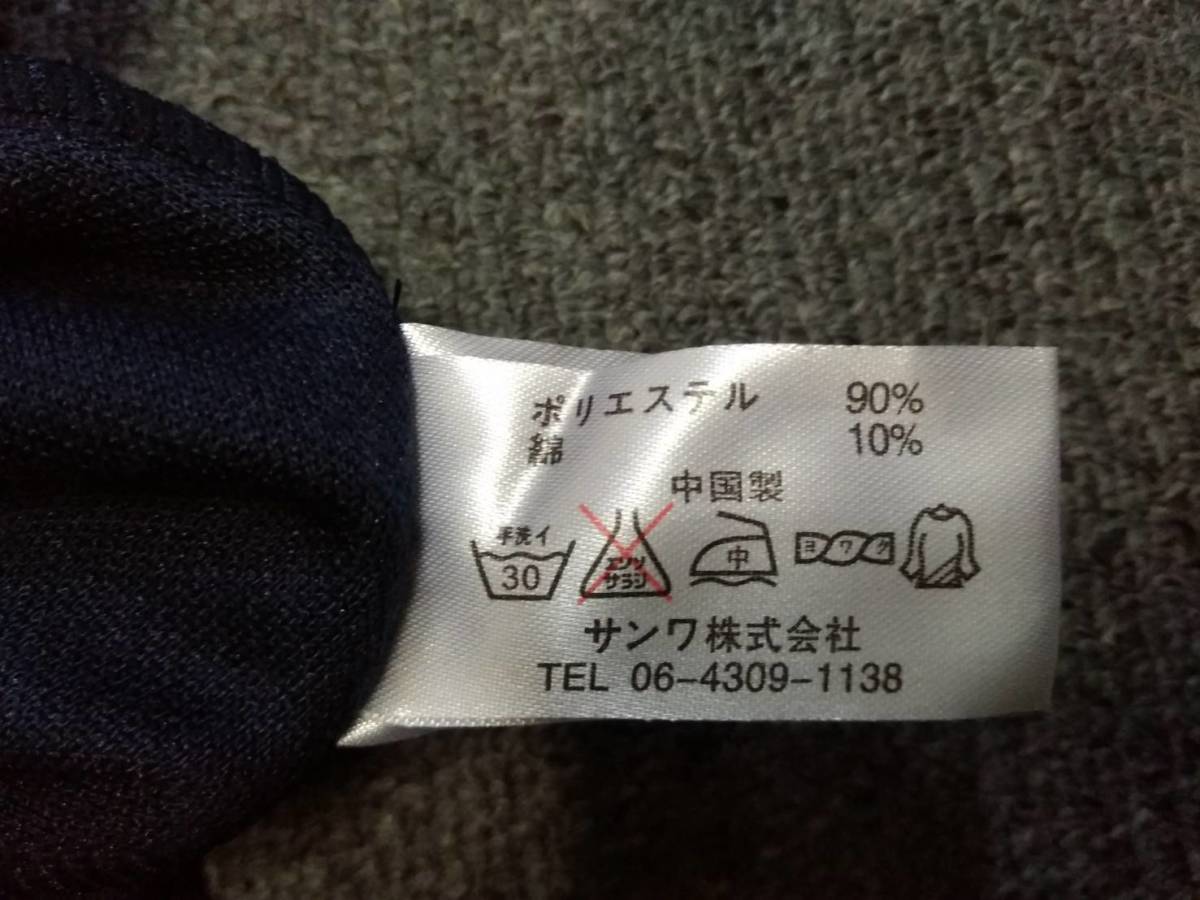 ポリエステル 90%
綿 10%
中国製
手洗イ
30
エンソ
サラシ
中
ヨワク
サンワ株式会社
TEL 06-4309-1138